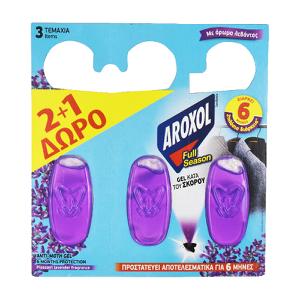 3 ΤΕΜΑΧΙΑ
Items
Με άρωμα λεβάντας
2+1
ΔΩΡΟ
AROXOL
Full
Season
GEL ΚΑΤΑ
ΤΟΥ ΣΚΟΡΟΥ
6
ANTI MOTH GEL
6 MONTHS PROTECTION
Pleasant lavender fragrance
ΠΡΟΣΤΑΤΕΥΕΙ ΑΠΟΤΕΛΕΣΜΑΤΙΚΑ ΓΙΑ 6 ΜΗΝΕΣ